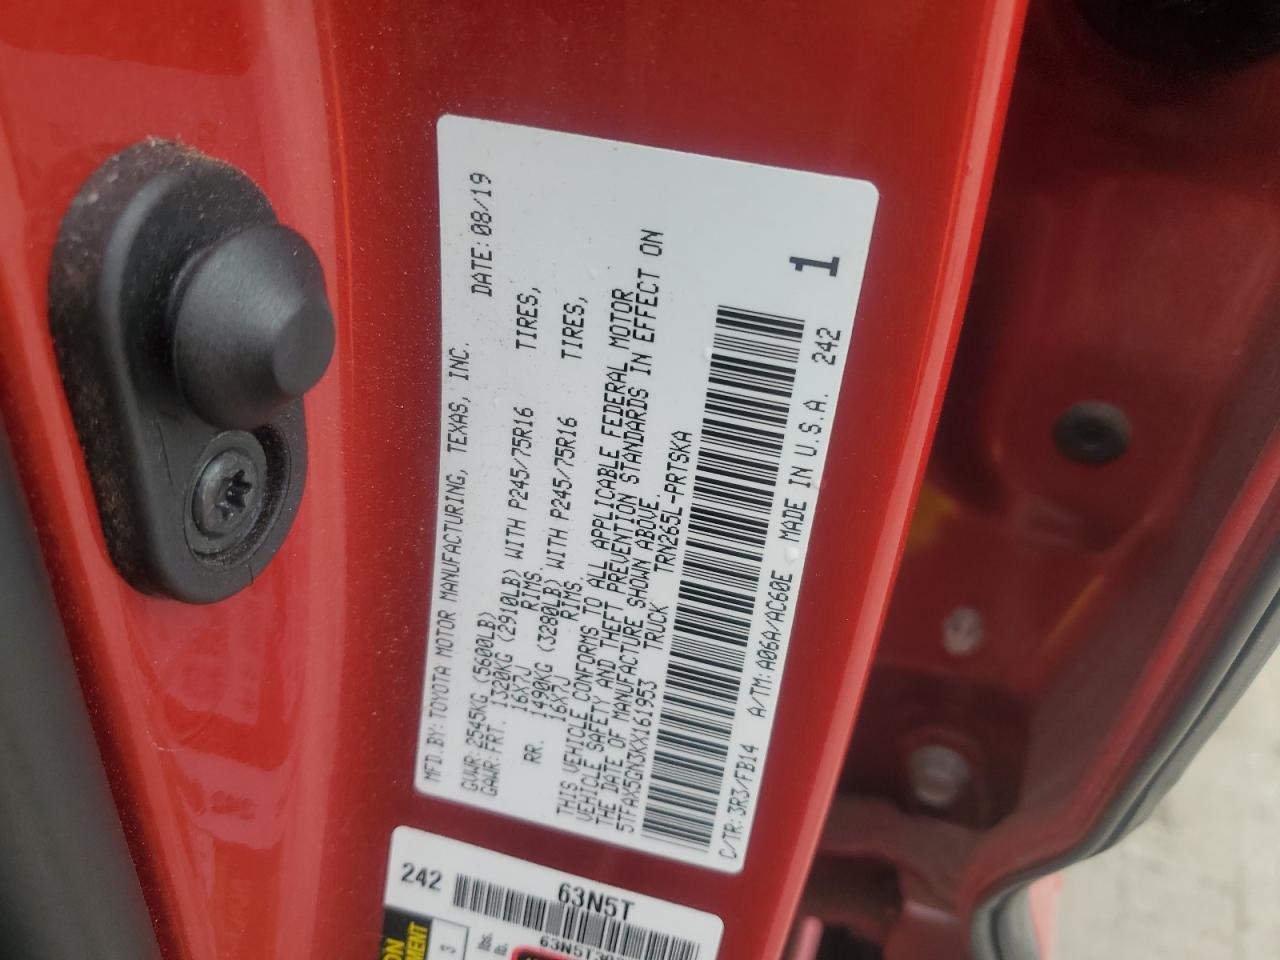 MFD.BY:TOYOTA MOTOR MANUFACTURING, TEXAS, INC.
DATE: 08/19
GVWR:2545KG (5600LB)
GAWR:FRT. 1320KG (2910LB) WITH P245/75R16 TIRES,
16X7J RIMS.
RR. 1490KG (3280LB) WITH P245/75R16 TIRES,
16X7J RIMS.
THIS VEHICLE CONFORMS TO ALL APPLICABLE FEDERAL MOTOR
VEHICLE SAFETY AND THEFT PREVENTION STANDARDS IN EFFECT ON
THE DATE OF MANUFACTURE SHOWN ABOVE.
5TFAX5GN3KX161953 TRUCK TRN265L-PRTSKA
1
C/TR:3R3/FB14 A/TM:A06A/AC60E MADE IN U.S.A. 242
242 63N5T
3
lbs.
lb.